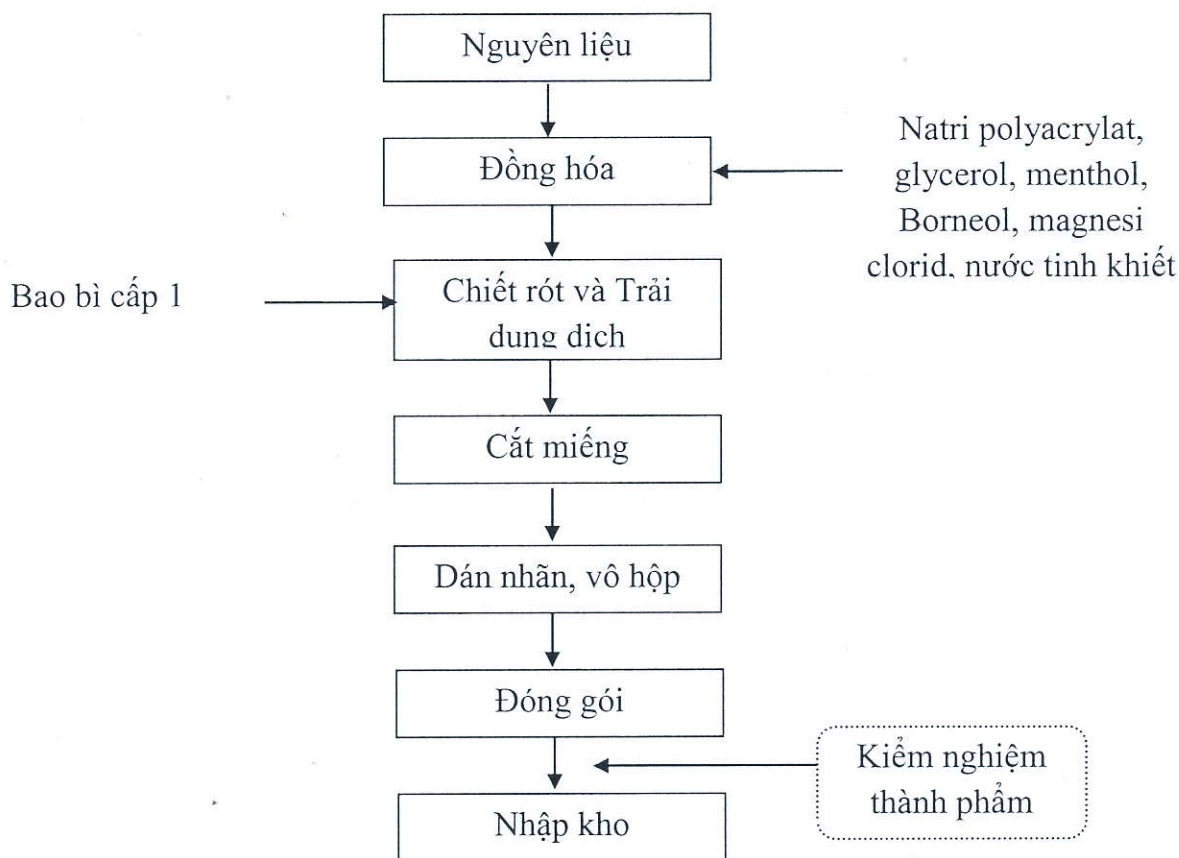 Nguyên liệu
Đồng hóa
Natri polyacrylat,
glycerol, menthol,
Borneol, magnesi
clorid, nước tinh khiết
Bao bì cấp 1
Chiết rót và Trải
dung dịch
Cắt miếng
Dán nhãn, vô hộp
Đóng gói
Kiểm nghiệm
thành phẩm
Nhập kho